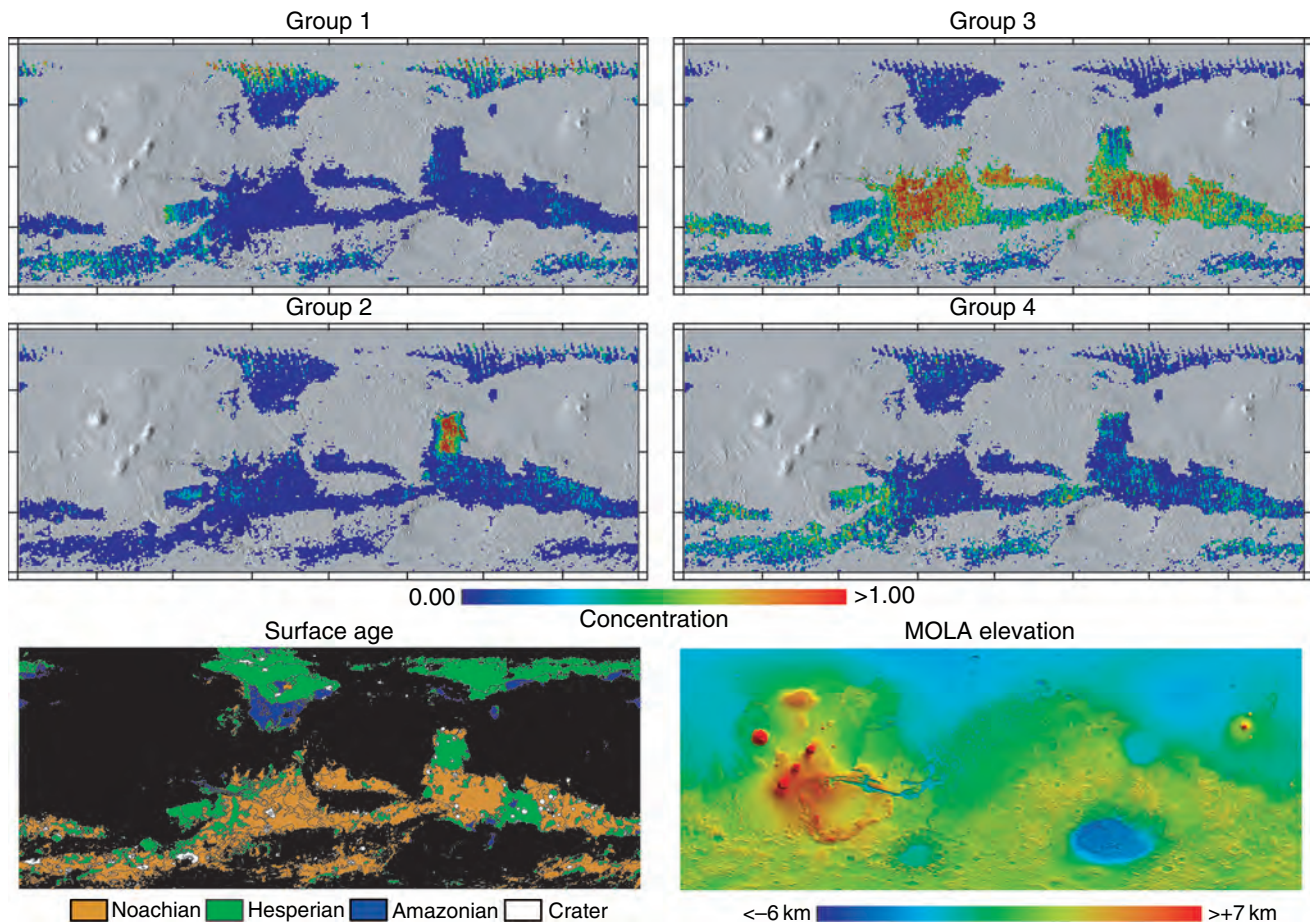 Group 1
Group 3
Group 2
Group 4
0.00 >1.00
Concentration
Surface age
MOLA elevation
Noachian Hesperian Amazonian Crater
<–6 km >+7 km